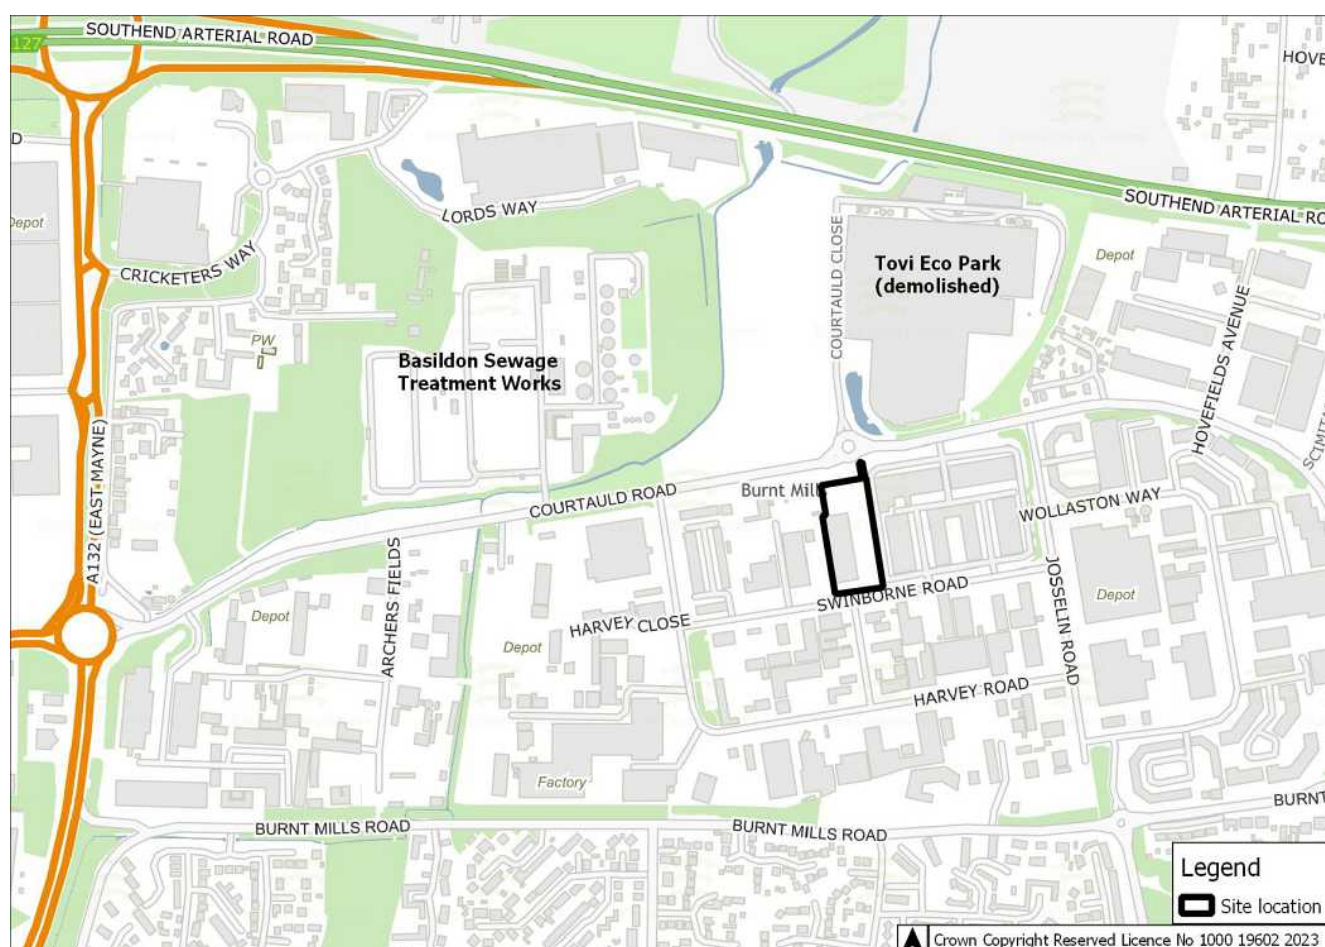 SOUTHEND ARTERIAL ROAD
127
HOVE
D
LORDS WAY
SOUTHEND ARTERIAL RO
Depot
CRICKETERS WAY
COURTAULD CLOSE
Tovi Eco Park
(demolished)
Depot
PW
Basildon Sewage
Treatment Works
HOVEFIELDS AVENUE
A132 (EAST MAYNE)
SCIMITA
COURTAULD ROAD
Burnt Mills
WOLLASTON WAY
ARCHERS FIELDS
JOSSELIN ROAD
SWINBORNE ROAD
Depot
Depot
HARVEY CLOSE
Depot
HARVEY ROAD
Factory
BURNT MILLS ROAD
BURNT MILLS ROAD
BURNT
Legend
Site location
Crown Copyright Reserved Licence No 1000 19602 2023